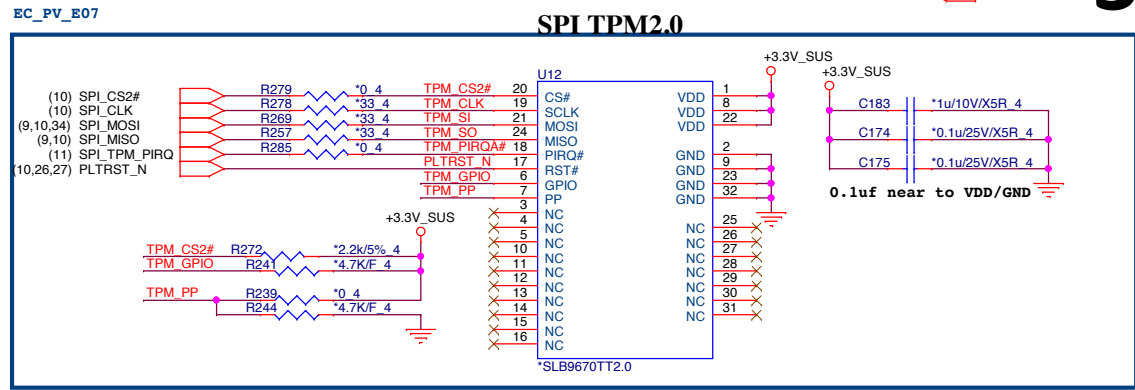 EC_PV_E07
SPI TPM2.0
U12
+3.3V_SUS
+3.3V_SUS
(10) SPI_CS2# R279 *0_4 TPM_CS2# 20 CS# VDD 1
(10) SPI_CLK R278 *33_4 TPM_CLK 19 SCLK VDD 8
(9,10,34) SPI_MOSI R269 *33_4 TPM_SI 21 MOSI VDD 22
(9,10) SPI_MISO R257 *33_4 TPM_SO 24 MISO
(11) SPI_TPM_PIRQ R285 *0_4 TPM_PIRQA# 18 PIRQ# GND 2
(10,26,27) PLTRST_N PLTRST_N 17 RST# GND 9
TPM_GPIO 6 GPIO GND 23
TPM_PP 7 PP GND 32
C183 *1u/10V/X5R_4
C174 *0.1u/25V/X5R_4
C175 *0.1u/25V/X5R_4
0.1uf near to VDD/GND
3 NC
4 NC NC 25
5 NC NC 26
10 NC NC 27
11 NC NC 28
12 NC NC 29
13 NC NC 30
14 NC NC 31
15 NC
16 NC
+3.3V_SUS
TPM_CS2# R272 *2.2k/5%_4
TPM_GPIO R241 *4.7K/F_4
TPM_PP R239 *0_4
R244 *4.7K/F_4
*SLB9670TT2.0